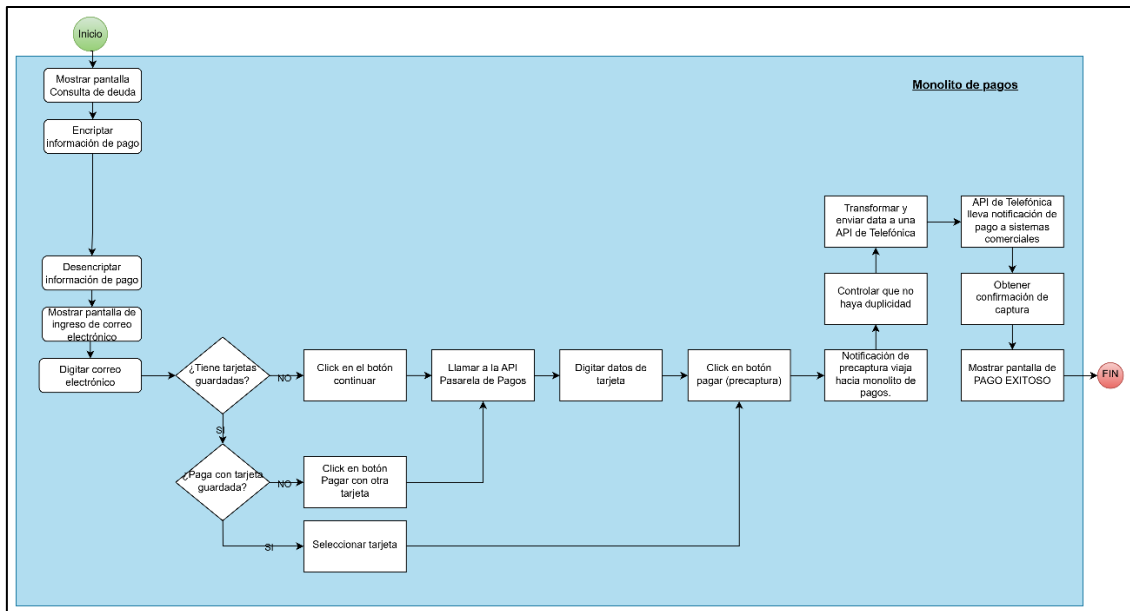 Inicio
Monolito de pagos
Mostrar pantalla
Consulta de deuda
Encriptar
información de pago
Desencriptar
información de pago
Mostrar pantalla de
ingreso de correo
electrónico
Digitar correo
electrónico
¿Tiene tarjetas
guardadas?
NO
Click en el botón
continuar
Llamar a la API
Pasarela de Pagos
Digitar datos de
tarjeta
Click en botón
pagar (precaptura)
Notificación de
precaptura viaja
hacía monolito de
pagos.
Controlar que no
haya duplicidad
Transformar y
enviar data a una
API de Telefónica
API de Telefónica
lleva notificación de
pago a sistemas
comerciales
Obtener
confirmación de
captura
Mostrar pantalla de
PAGO EXITOSO
FIN
SI
¿Paga con tarjeta
guardada?
NO
Click en botón
Pagar con otra
tarjeta
SI
Seleccionar tarjeta